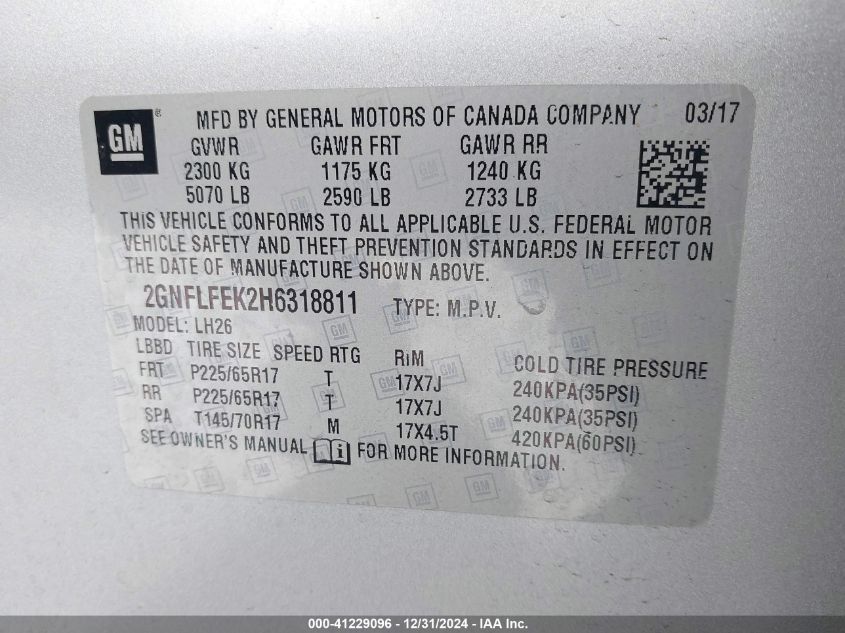 GM ® MFD BY GENERAL MOTORS OF CANADA COMPANY 03/17
GVWR GAWR FRT GAWR RR
2300 KG 1175 KG 1240 KG
5070 LB 2590 LB 2733 LB
THIS VEHICLE CONFORMS TO ALL APPLICABLE U.S. FEDERAL MOTOR
VEHICLE SAFETY AND THEFT PREVENTION STANDARDS IN EFFECT ON
THE DATE OF MANUFACTURE SHOWN ABOVE.
2GNFLFEK2H6318811 TYPE: M.P.V.
MODEL: LH26
LBBD TIRE SIZE SPEED RTG RIM COLD TIRE PRESSURE
FRT P225/65R17 T 17X7J 240KPA(35PSI)
RR P225/65R17 T 17X7J 240KPA(35PSI)
SPA T145/70R17 M 17X4.5T 420KPA(60PSI)
SEE OWNER'S MANUAL i FOR MORE INFORMATION.
000-41229096 - 12/31/2024 - IAA Inc.